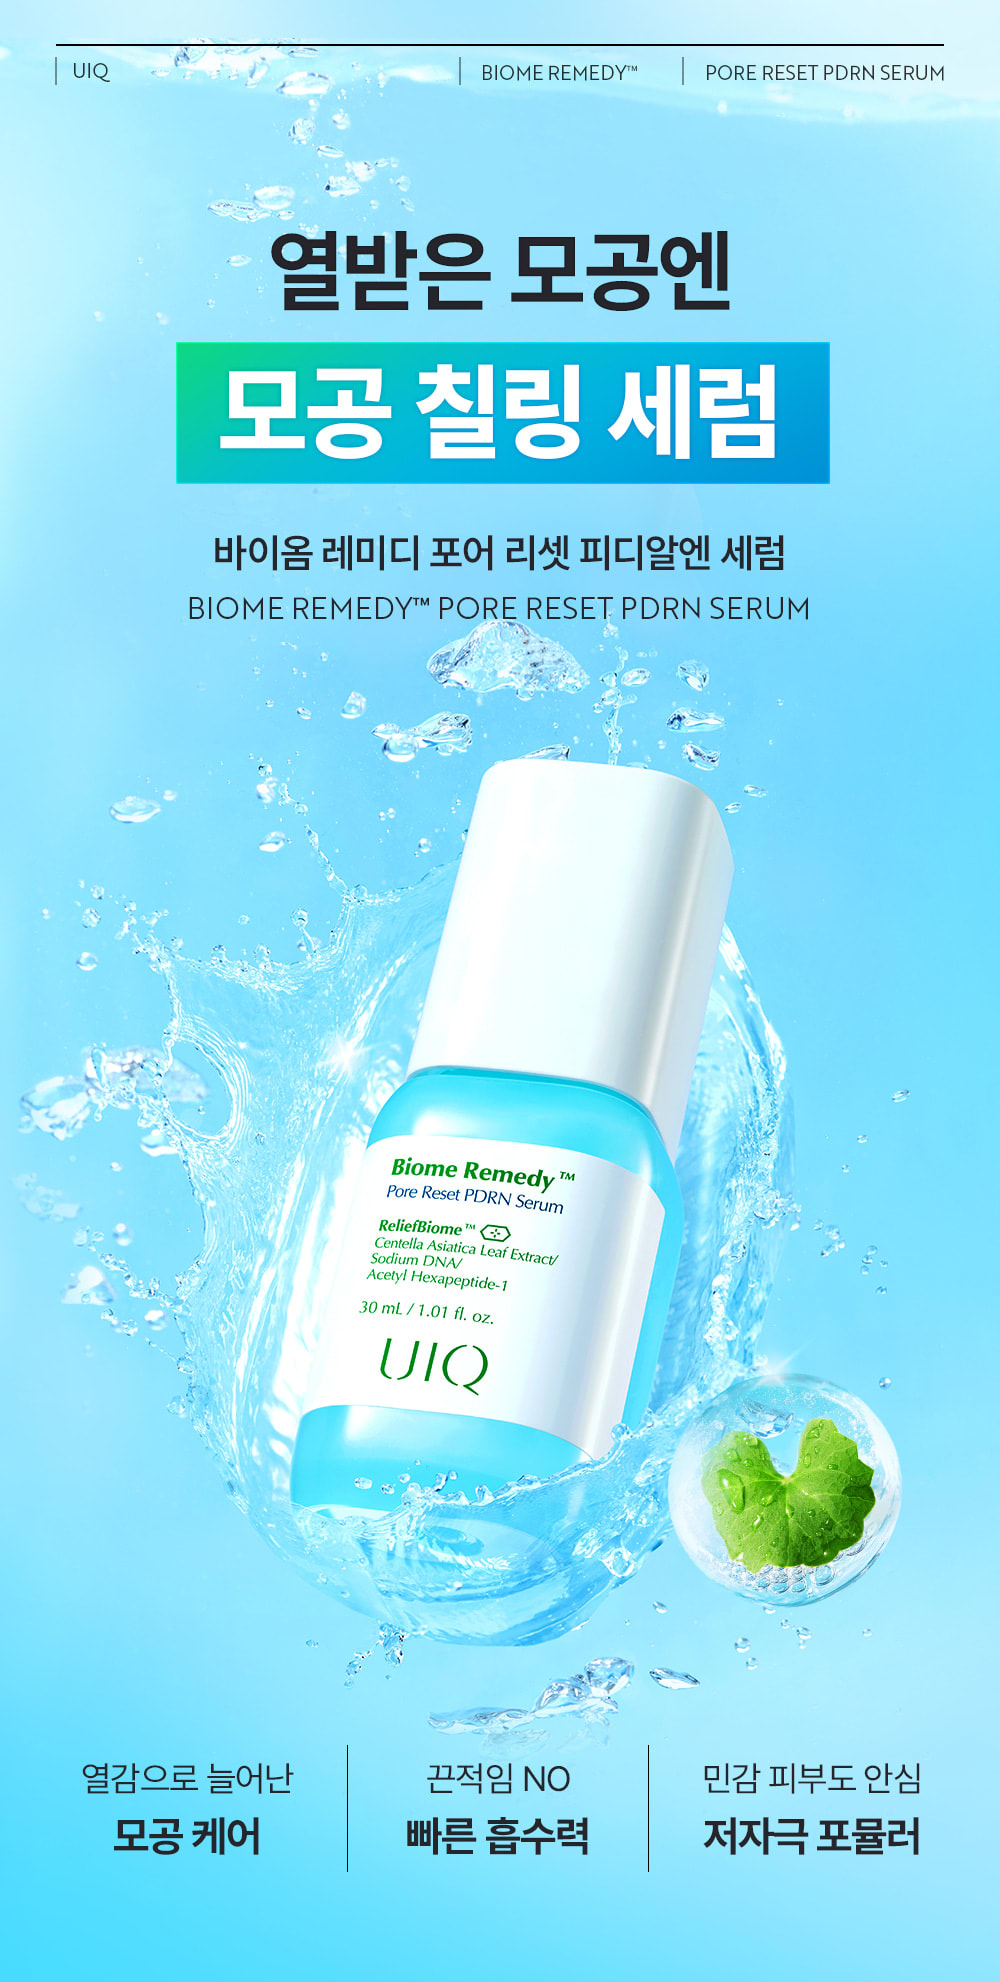 UIQ
BIOME REMEDY™
PORE RESET PDRN SERUM
열받은 모공엔
모공 칠링 세럼
바이옴 레미디 포어 리셋 피디알엔 세럼
BIOME REMEDY™ PORE RESET PDRN SERUM
Biome Remedy™
Pore Reset PDRN Serum
ReliefBiome™
Centella Asiatica Leaf Extract/
Sodium DNA/
Acetyl Hexapeptide-1
30 mL / 1.01 fl. oz.
UIQ
열감으로 늘어난
모공 케어
끈적임 NO
빠른 흡수력
민감 피부도 안심
저자극 포뮬러